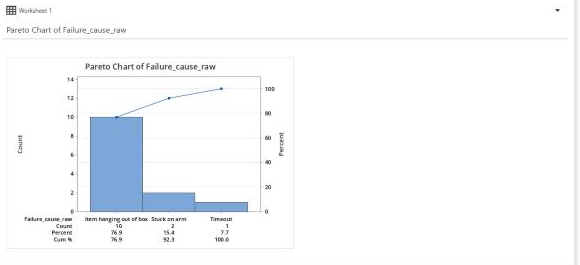 Worksheet 1
Pareto Chart of Failure_cause_raw
Pareto Chart of Failure_cause_raw
14
12
10
8
6
4
2
0
Count
100
80
60
40
20
0
Percent
Failure_cause_raw Item hanging out of box Stuck on arm Timeout
Count 10 2 1
Percent 76.9 15.4 7.7
Cum % 76.9 92.3 100.0